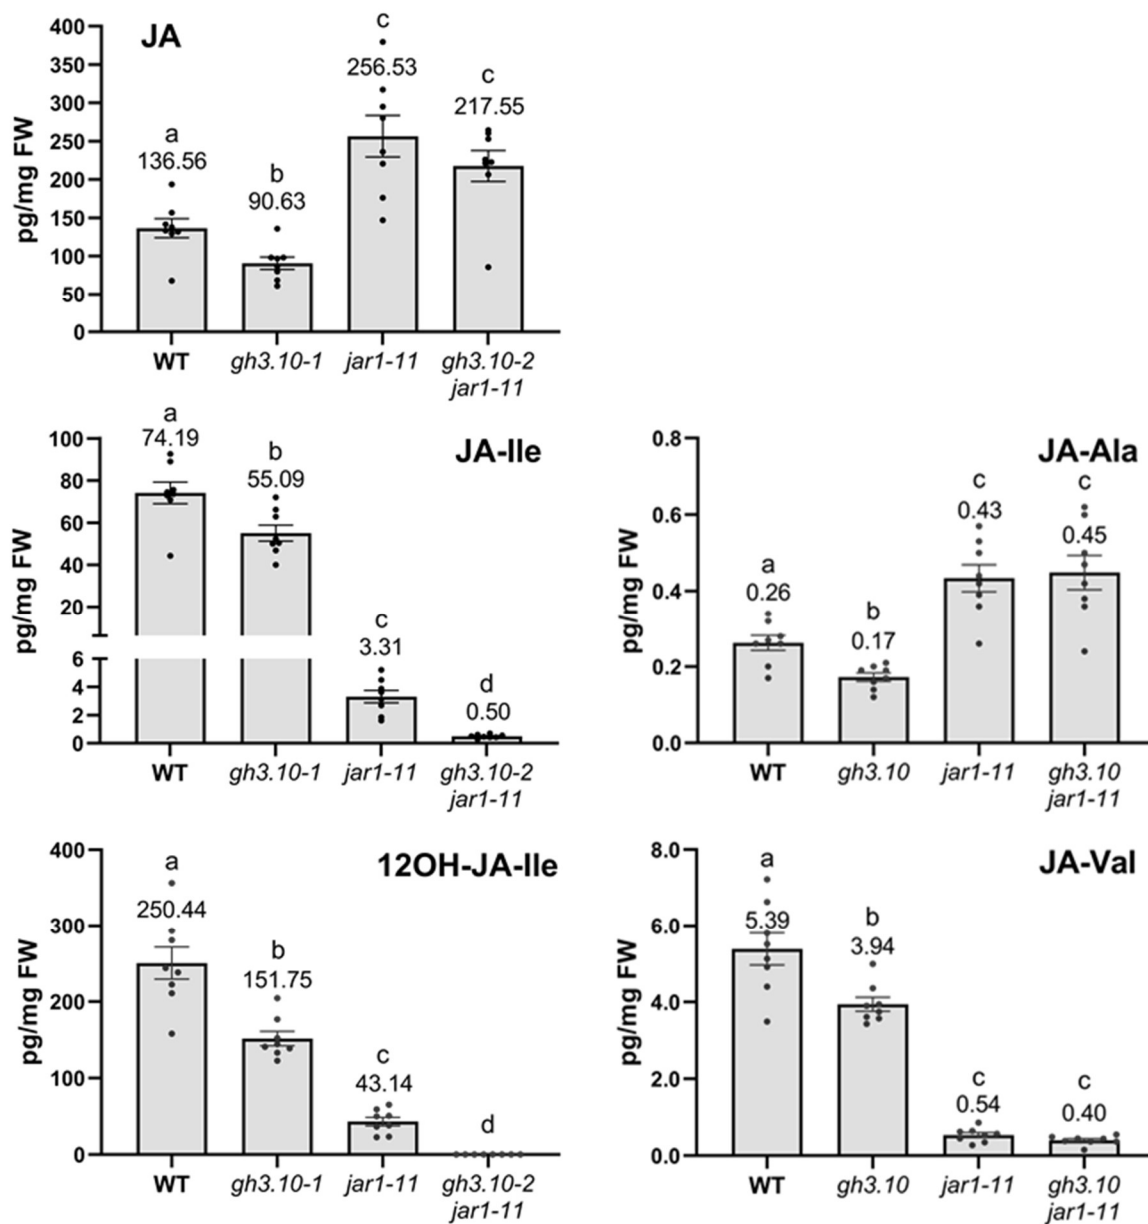 JA
pg/mg FW
400
350
300
250
200
150
100
50
0
a
136.56
b
90.63
c
256.53
c
217.55
WT
gh3.10-1
jar1-11
gh3.10-2
jar1-11
JA-Ile
pg/mg FW
100
80
60
40
20
6
4
2
0
a
74.19
b
55.09
c
3.31
d
0.50
WT
gh3.10-1
jar1-11
gh3.10-2
jar1-11
JA-Ala
pg/mg FW
0.8
0.6
0.4
0.2
0.0
a
0.26
b
0.17
c
0.43
c
0.45
WT
gh3.10
jar1-11
gh3.10
jar1-11
12OH-JA-Ile
pg/mg FW
400
300
200
100
0
a
250.44
b
151.75
c
43.14
d
WT
gh3.10-1
jar1-11
gh3.10-2
jar1-11
JA-Val
pg/mg FW
8.0
6.0
4.0
2.0
0.0
a
5.39
b
3.94
c
0.54
c
0.40
WT
gh3.10
jar1-11
gh3.10
jar1-11